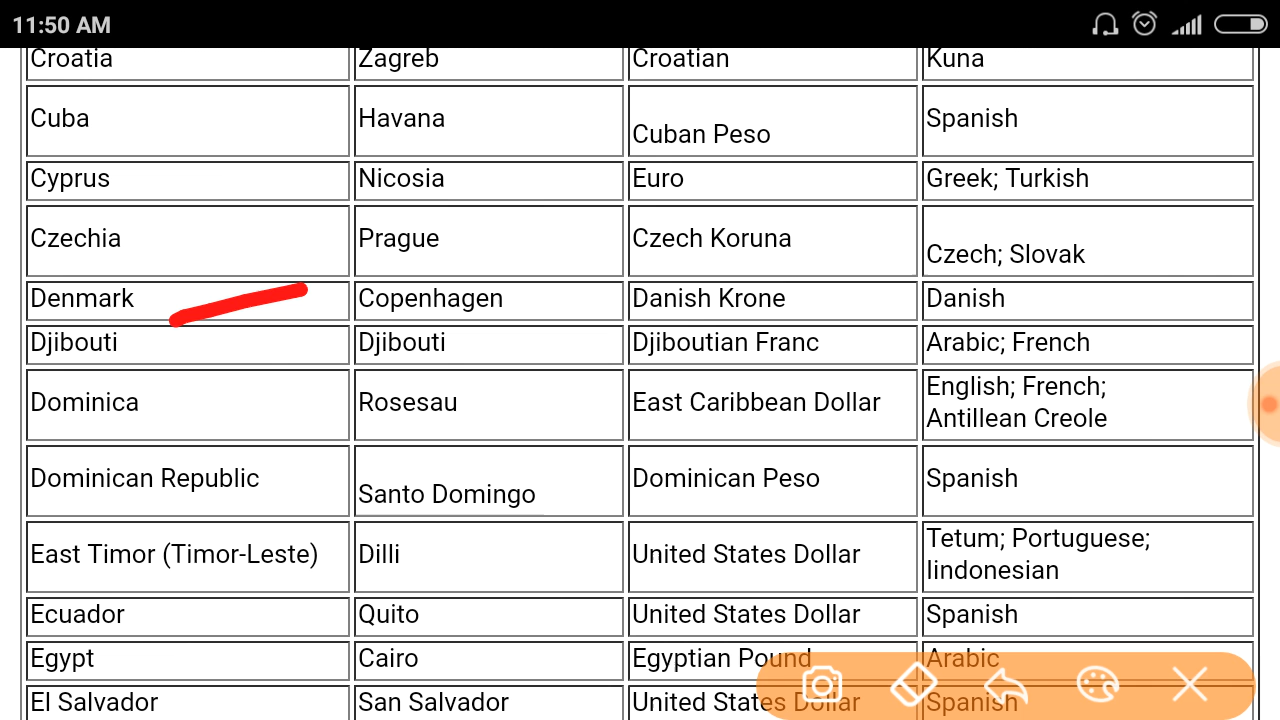 11:50 AM
Croatia Zagreb Croatian Kuna
Cuba Havana Cuban Peso Spanish
Cyprus Nicosia Euro Greek; Turkish
Czechia Prague Czech Koruna Czech; Slovak
Denmark Copenhagen Danish Krone Danish
Djibouti Djibouti Djiboutian Franc Arabic; French
Dominica Rosesau East Caribbean Dollar English; French;
Antillean Creole
Dominican Republic Santo Domingo Dominican Peso Spanish
East Timor (Timor-Leste) Dilli United States Dollar Tetum; Portuguese;
Iindonesian
Ecuador Quito United States Dollar Spanish
Egypt Cairo Egyptian Pound Arabic
El Salvador San Salvador United States Dollar Spanish